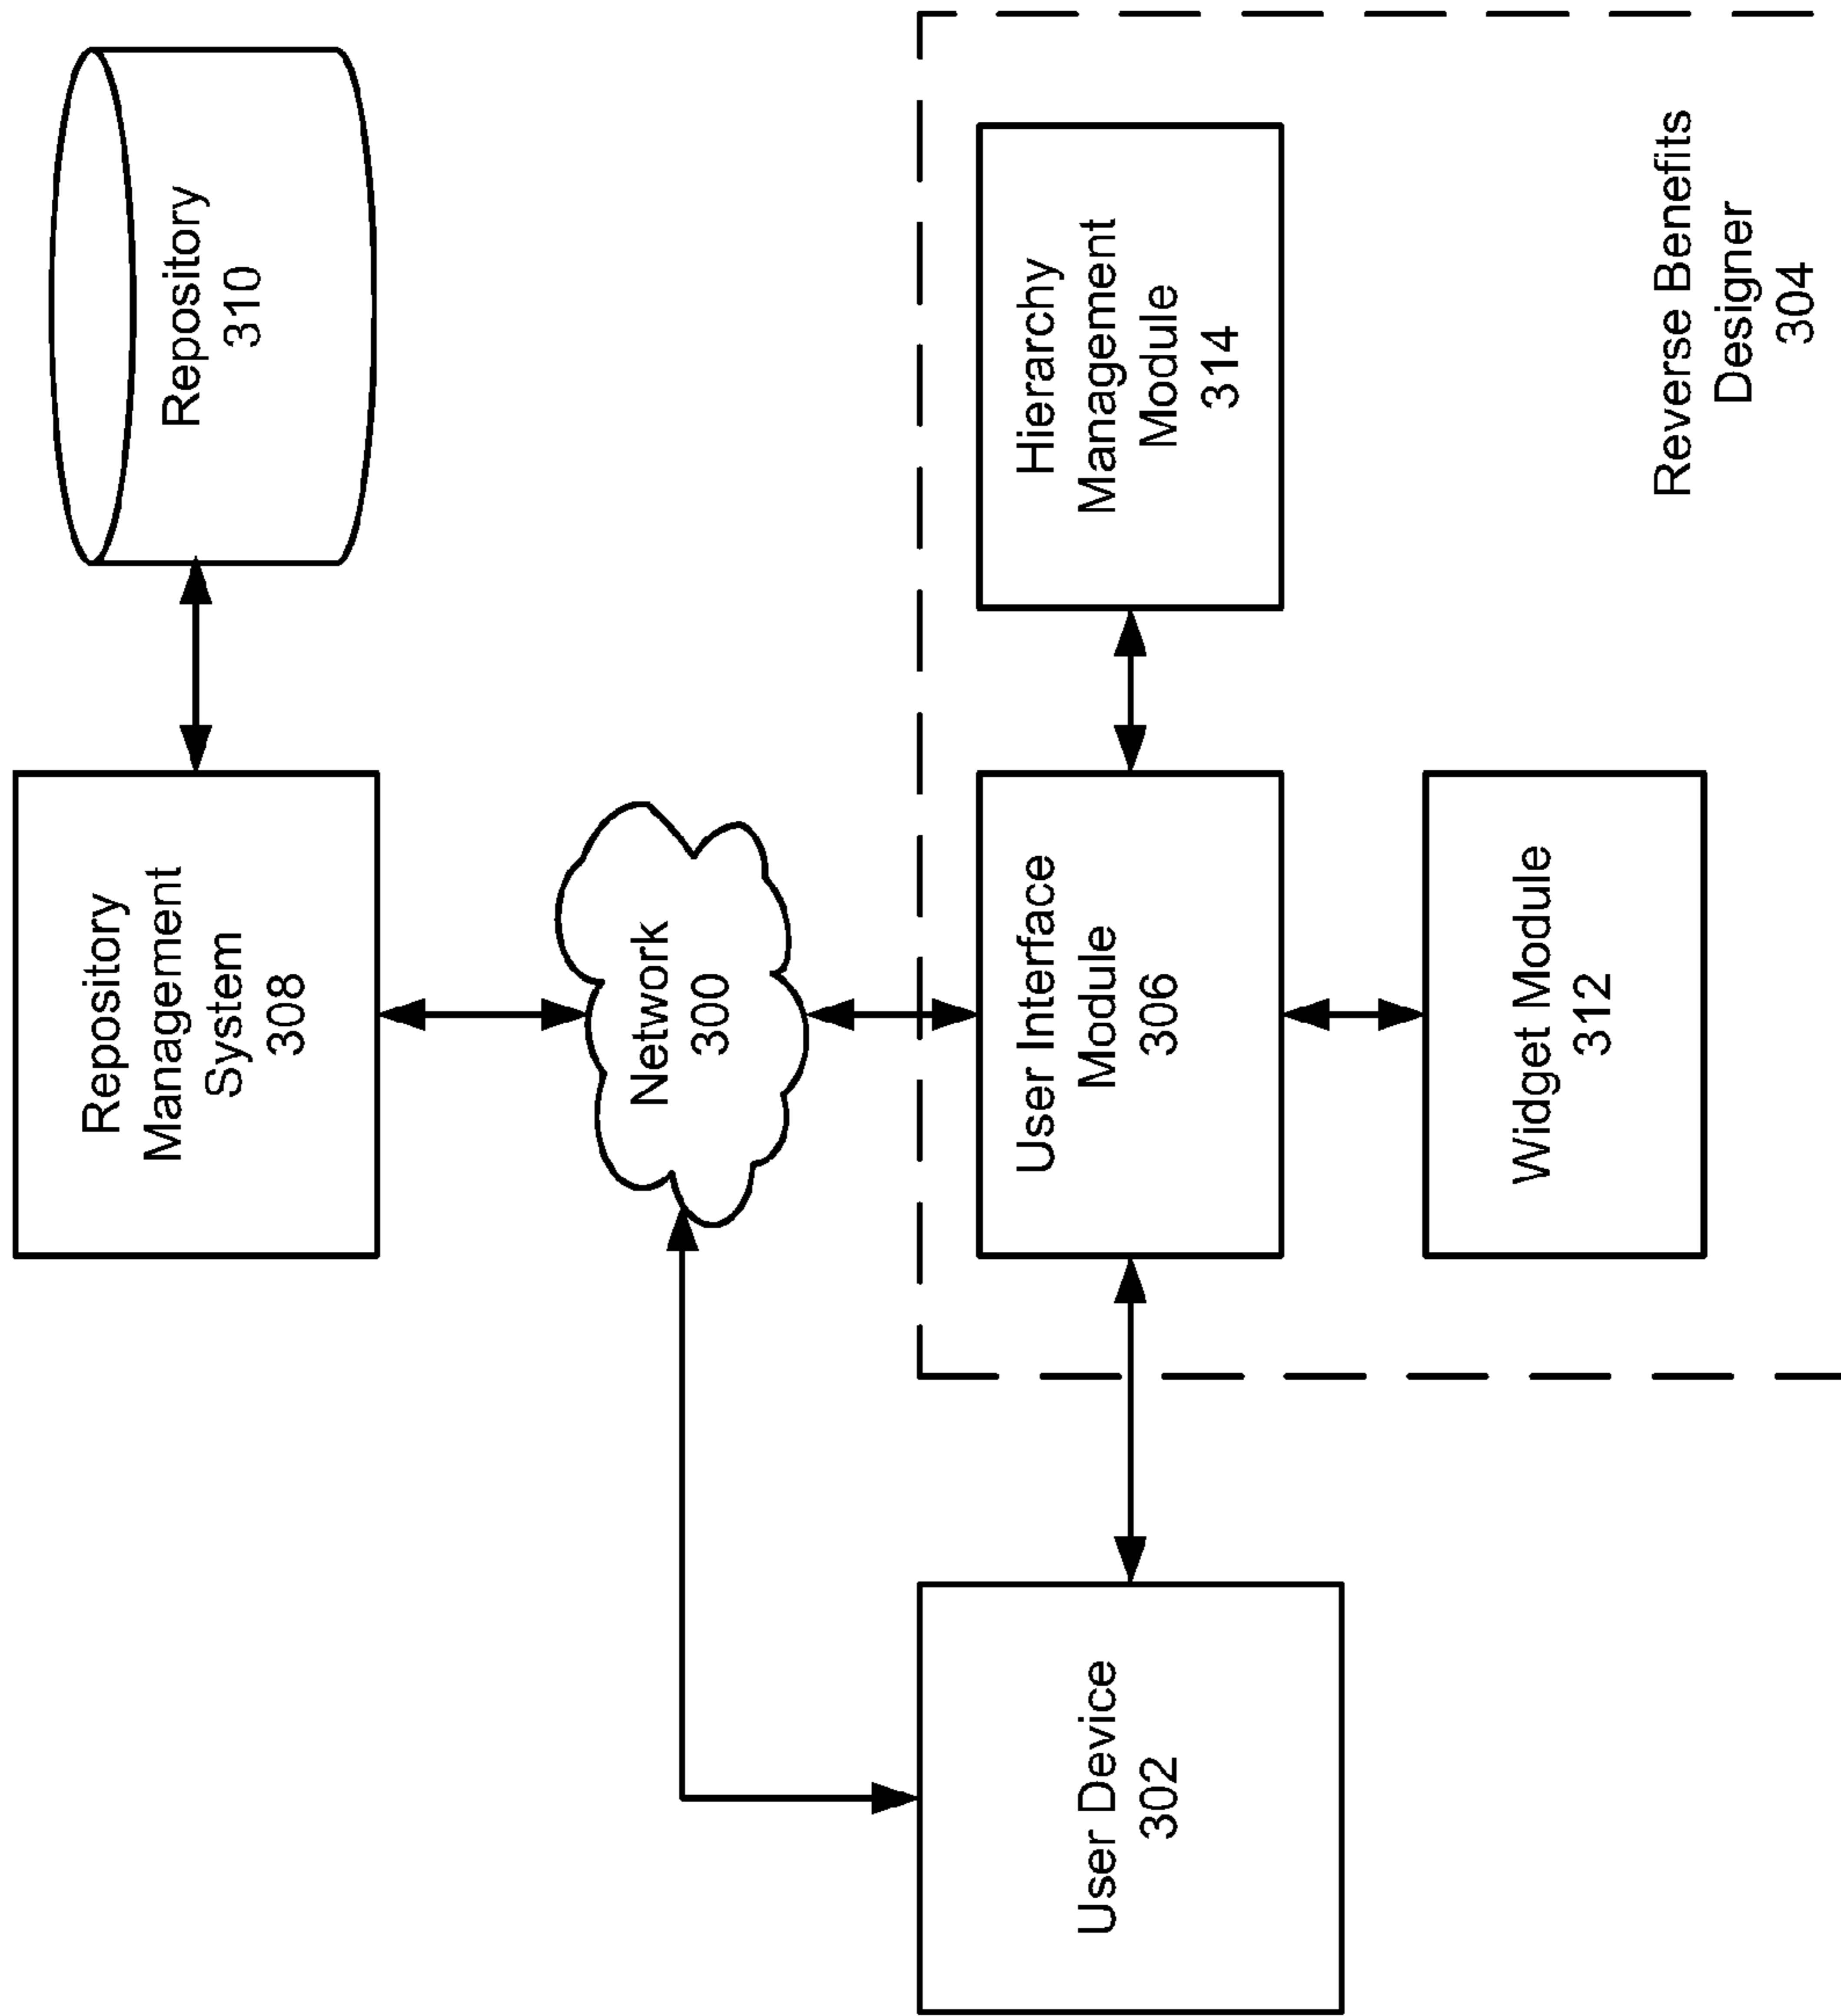 Repository
Management
System
308
Repository
310
Network
300
User Device
302
User Interface
Module
306
Hierarchy
Management
Module
314
Widget Module
312
Reverse Benefits
Designer
304